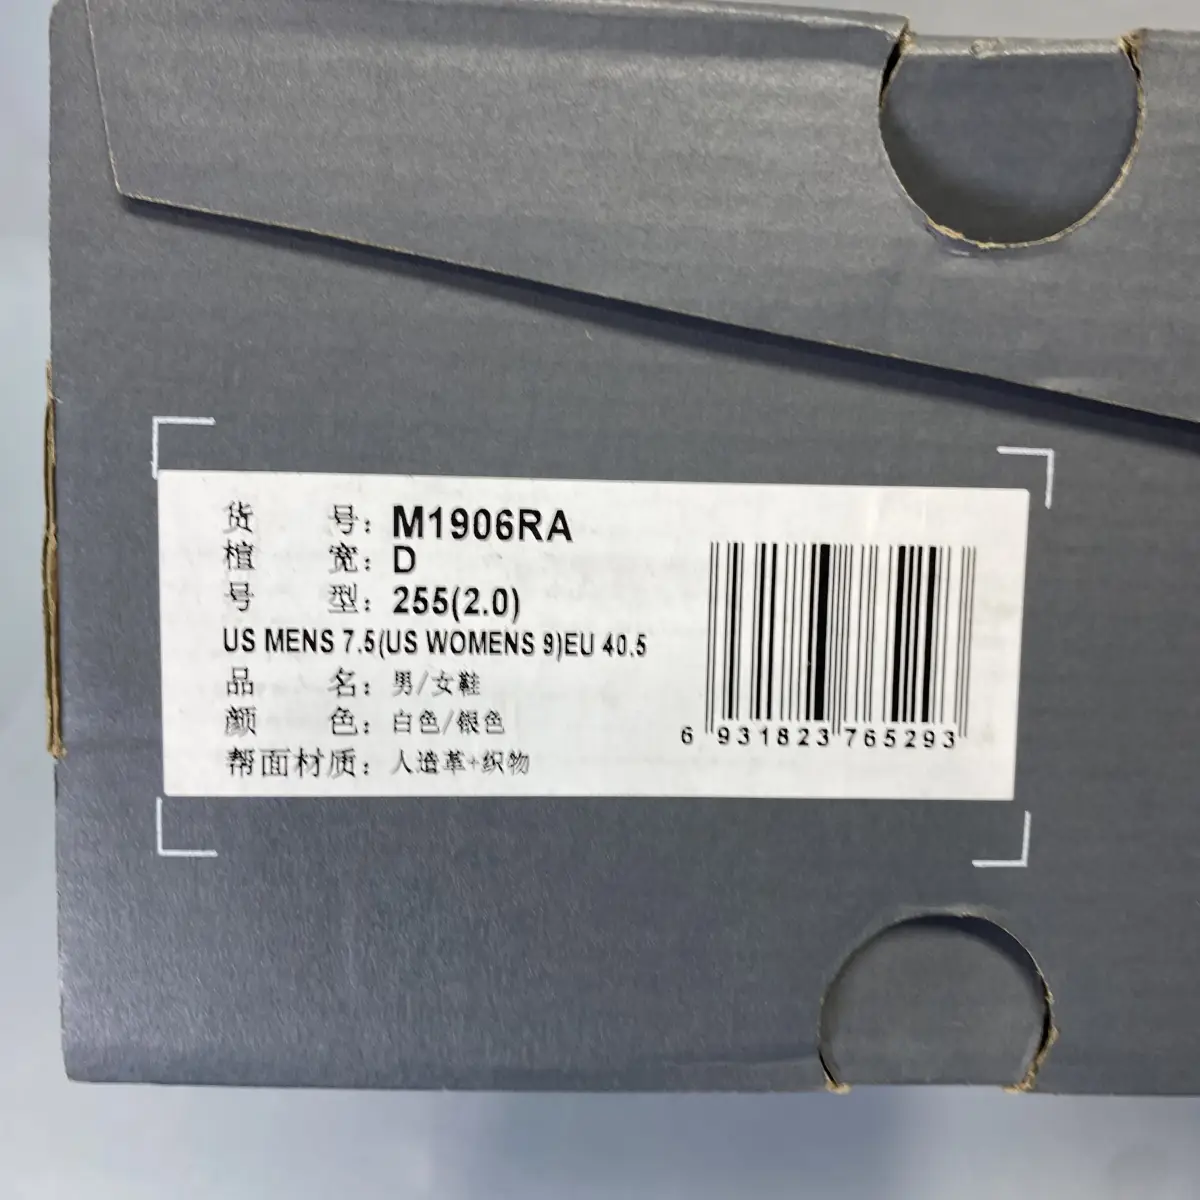 货 号: M1906RA
楦 宽: D
号 型: 255(2.0)
US MENS 7.5(US WOMENS 9)EU 40.5
品 名: 男/女鞋
颜 色: 白色/银色
帮面材质: 人造革+织物
6 931823 765293